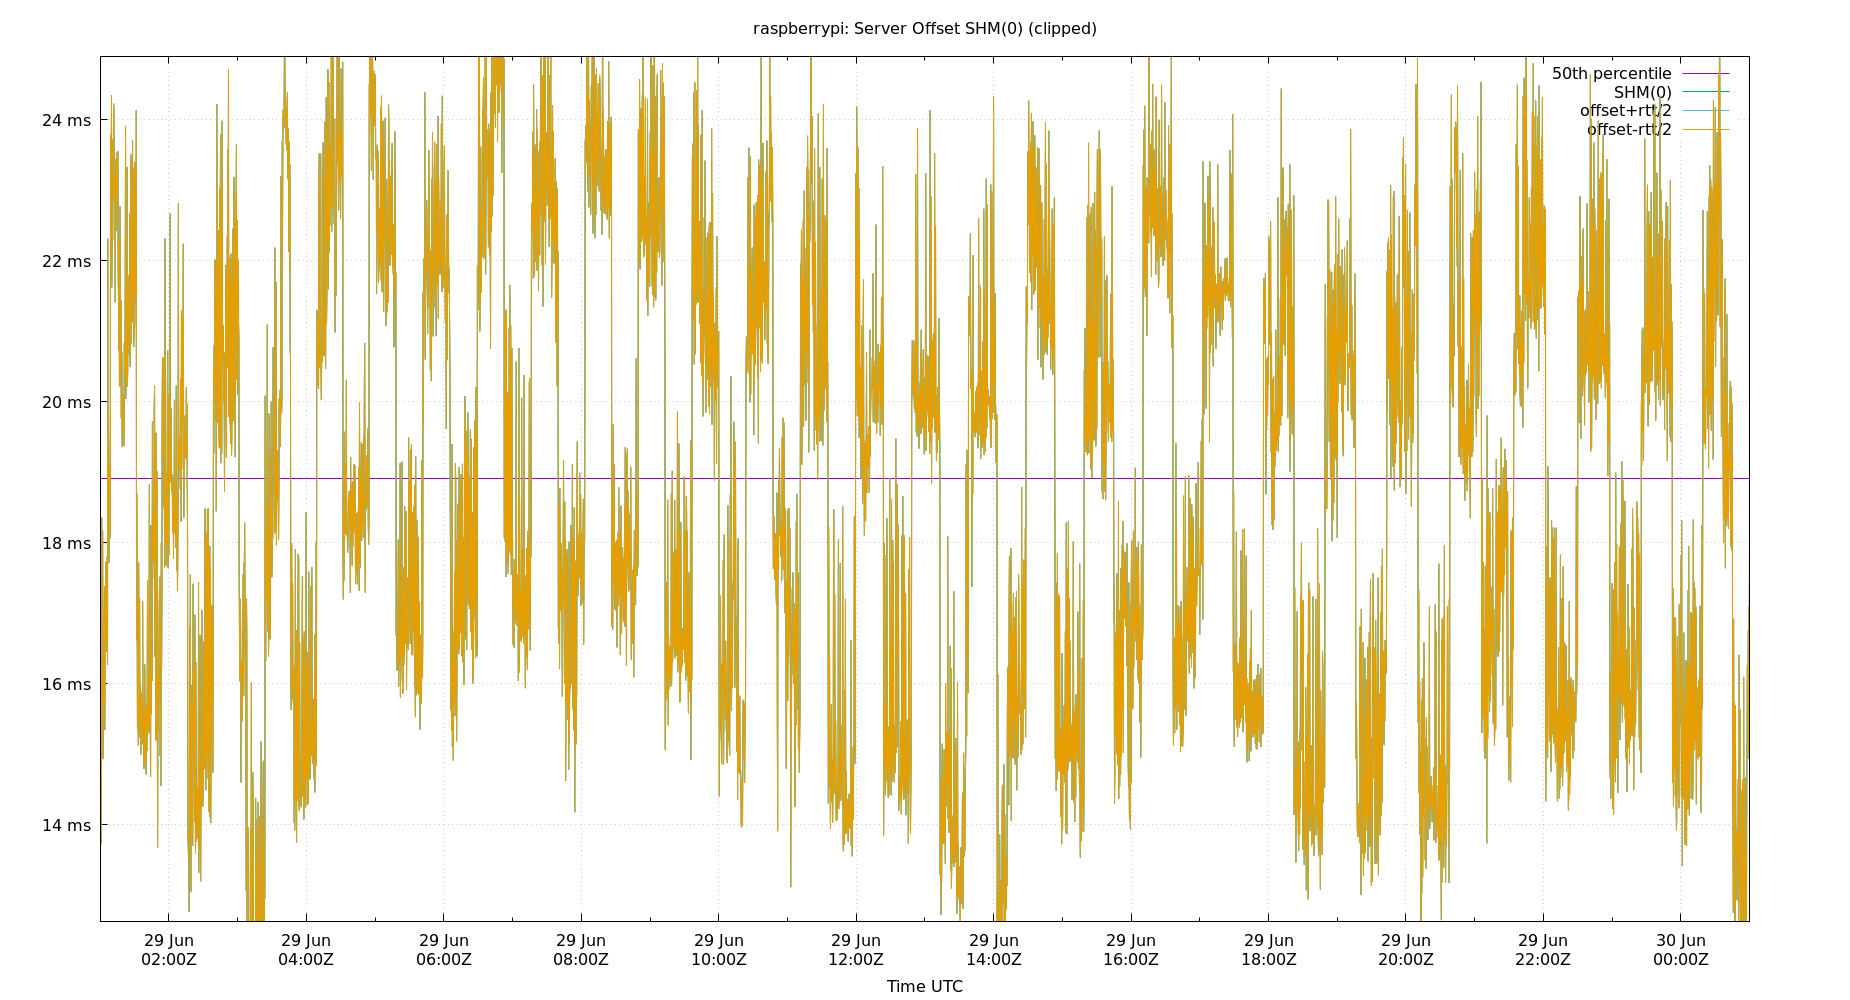 raspberrypi: Server Offset SHM(0) (clipped)
50th percentile
SHM(0)
offset+rtt/2
offset-rtt/2
24 ms
22 ms
20 ms
18 ms
16 ms
14 ms
29 Jun 29 Jun 29 Jun 29 Jun 29 Jun 29 Jun 29 Jun 29 Jun 29 Jun 29 Jun 29 Jun 30 Jun
02:00Z 04:00Z 06:00Z 08:00Z 10:00Z 12:00Z 14:00Z 16:00Z 18:00Z 20:00Z 22:00Z 00:00Z
Time UTC